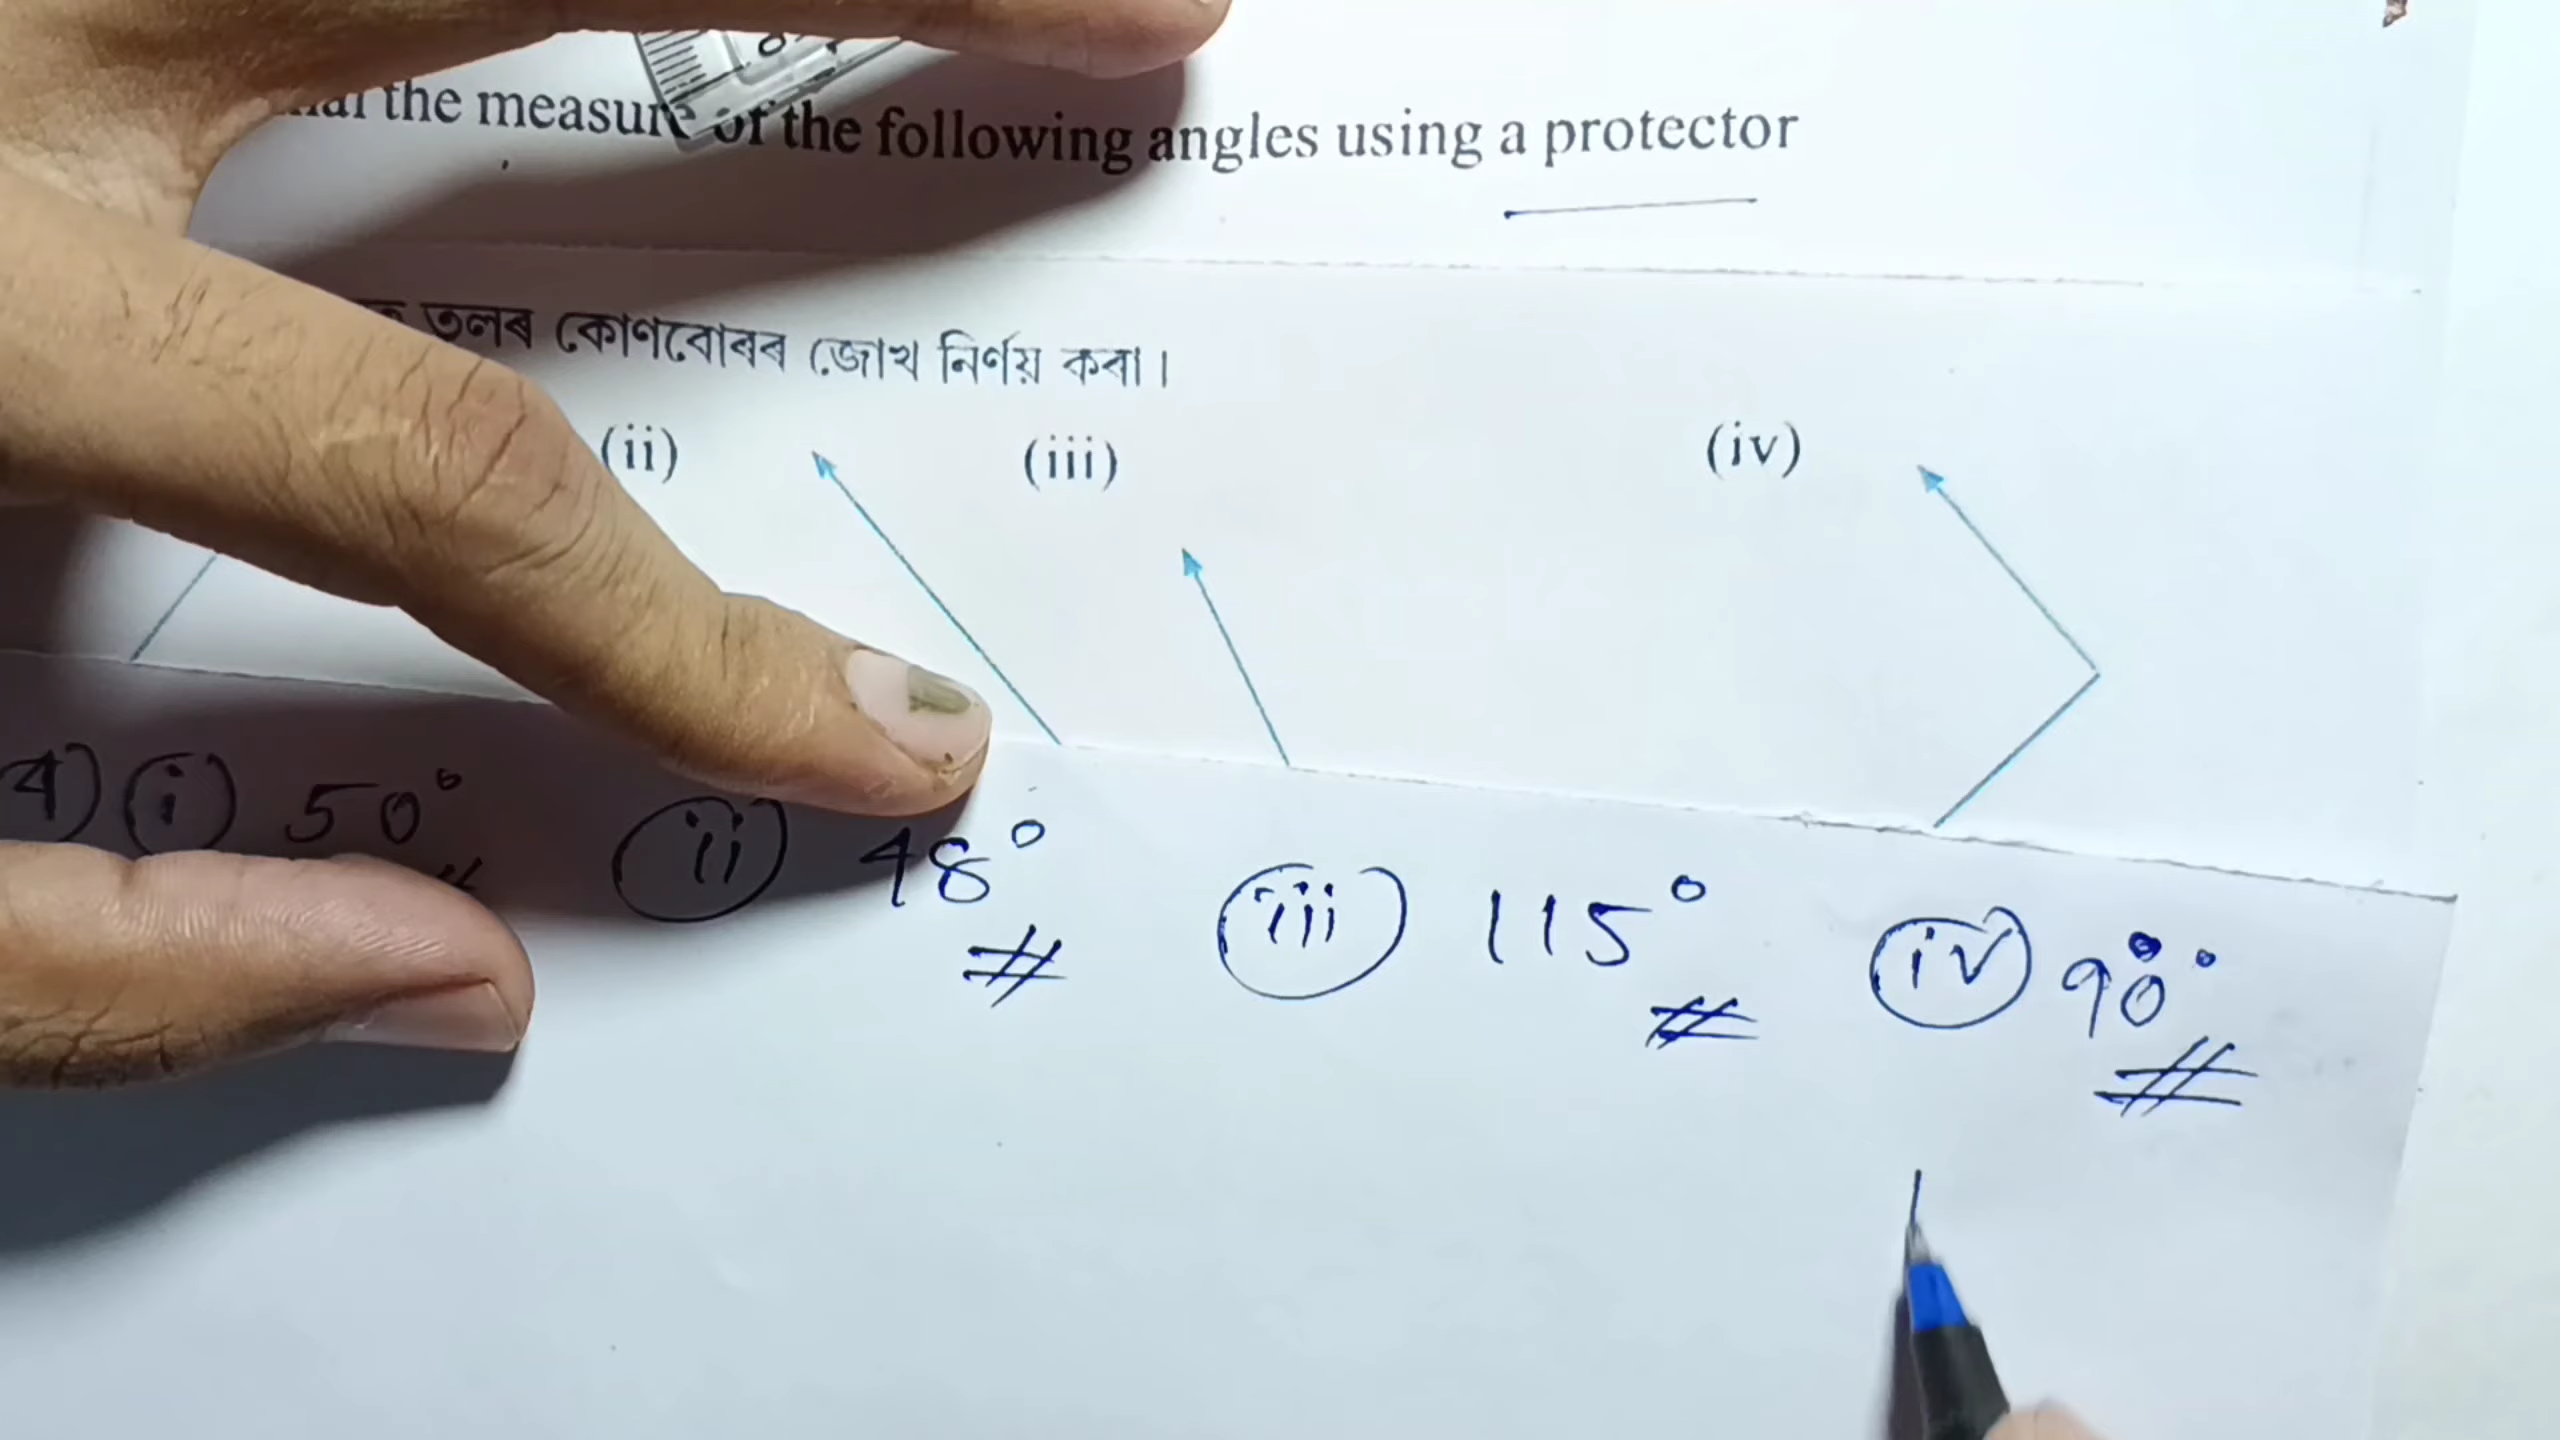 the measure of the following angles using a protector
তলৰ কোণবোৰৰ জোখ নিৰ্ণয় কৰা।
(ii) (iii) (iv)
4) (i) 50° (ii) 48° (iii) 115° (iv) 90°